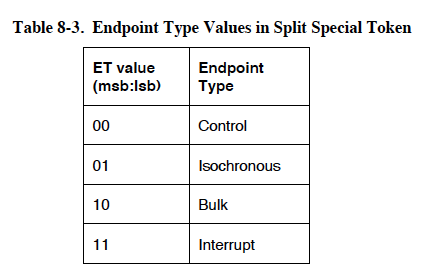 Table 8-3. Endpoint Type Values in Split Special Token
ET value (msb:lsb) Endpoint Type
00 Control
01 Isochronous
10 Bulk
11 Interrupt